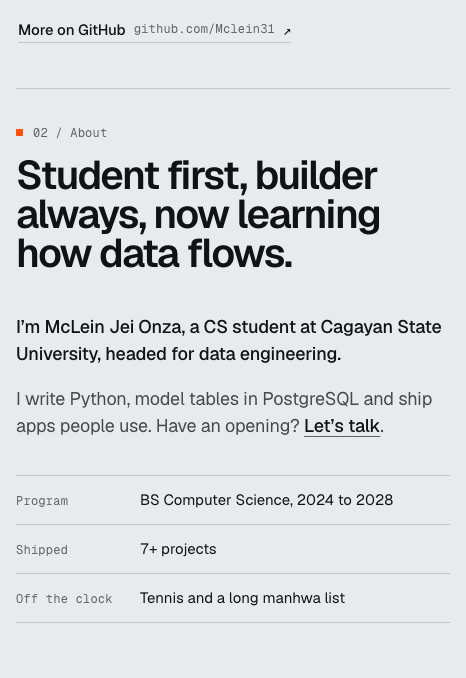 More on GitHub github.com/Mclein31 ↗
02 / About
Student first, builder
always, now learning
how data flows.
I’m McLein Jei Onza, a CS student at Cagayan State
University, headed for data engineering.
I write Python, model tables in PostgreSQL and ship
apps people use. Have an opening? Let’s talk.
Program BS Computer Science, 2024 to 2028
Shipped 7+ projects
Off the clock Tennis and a long manhwa list